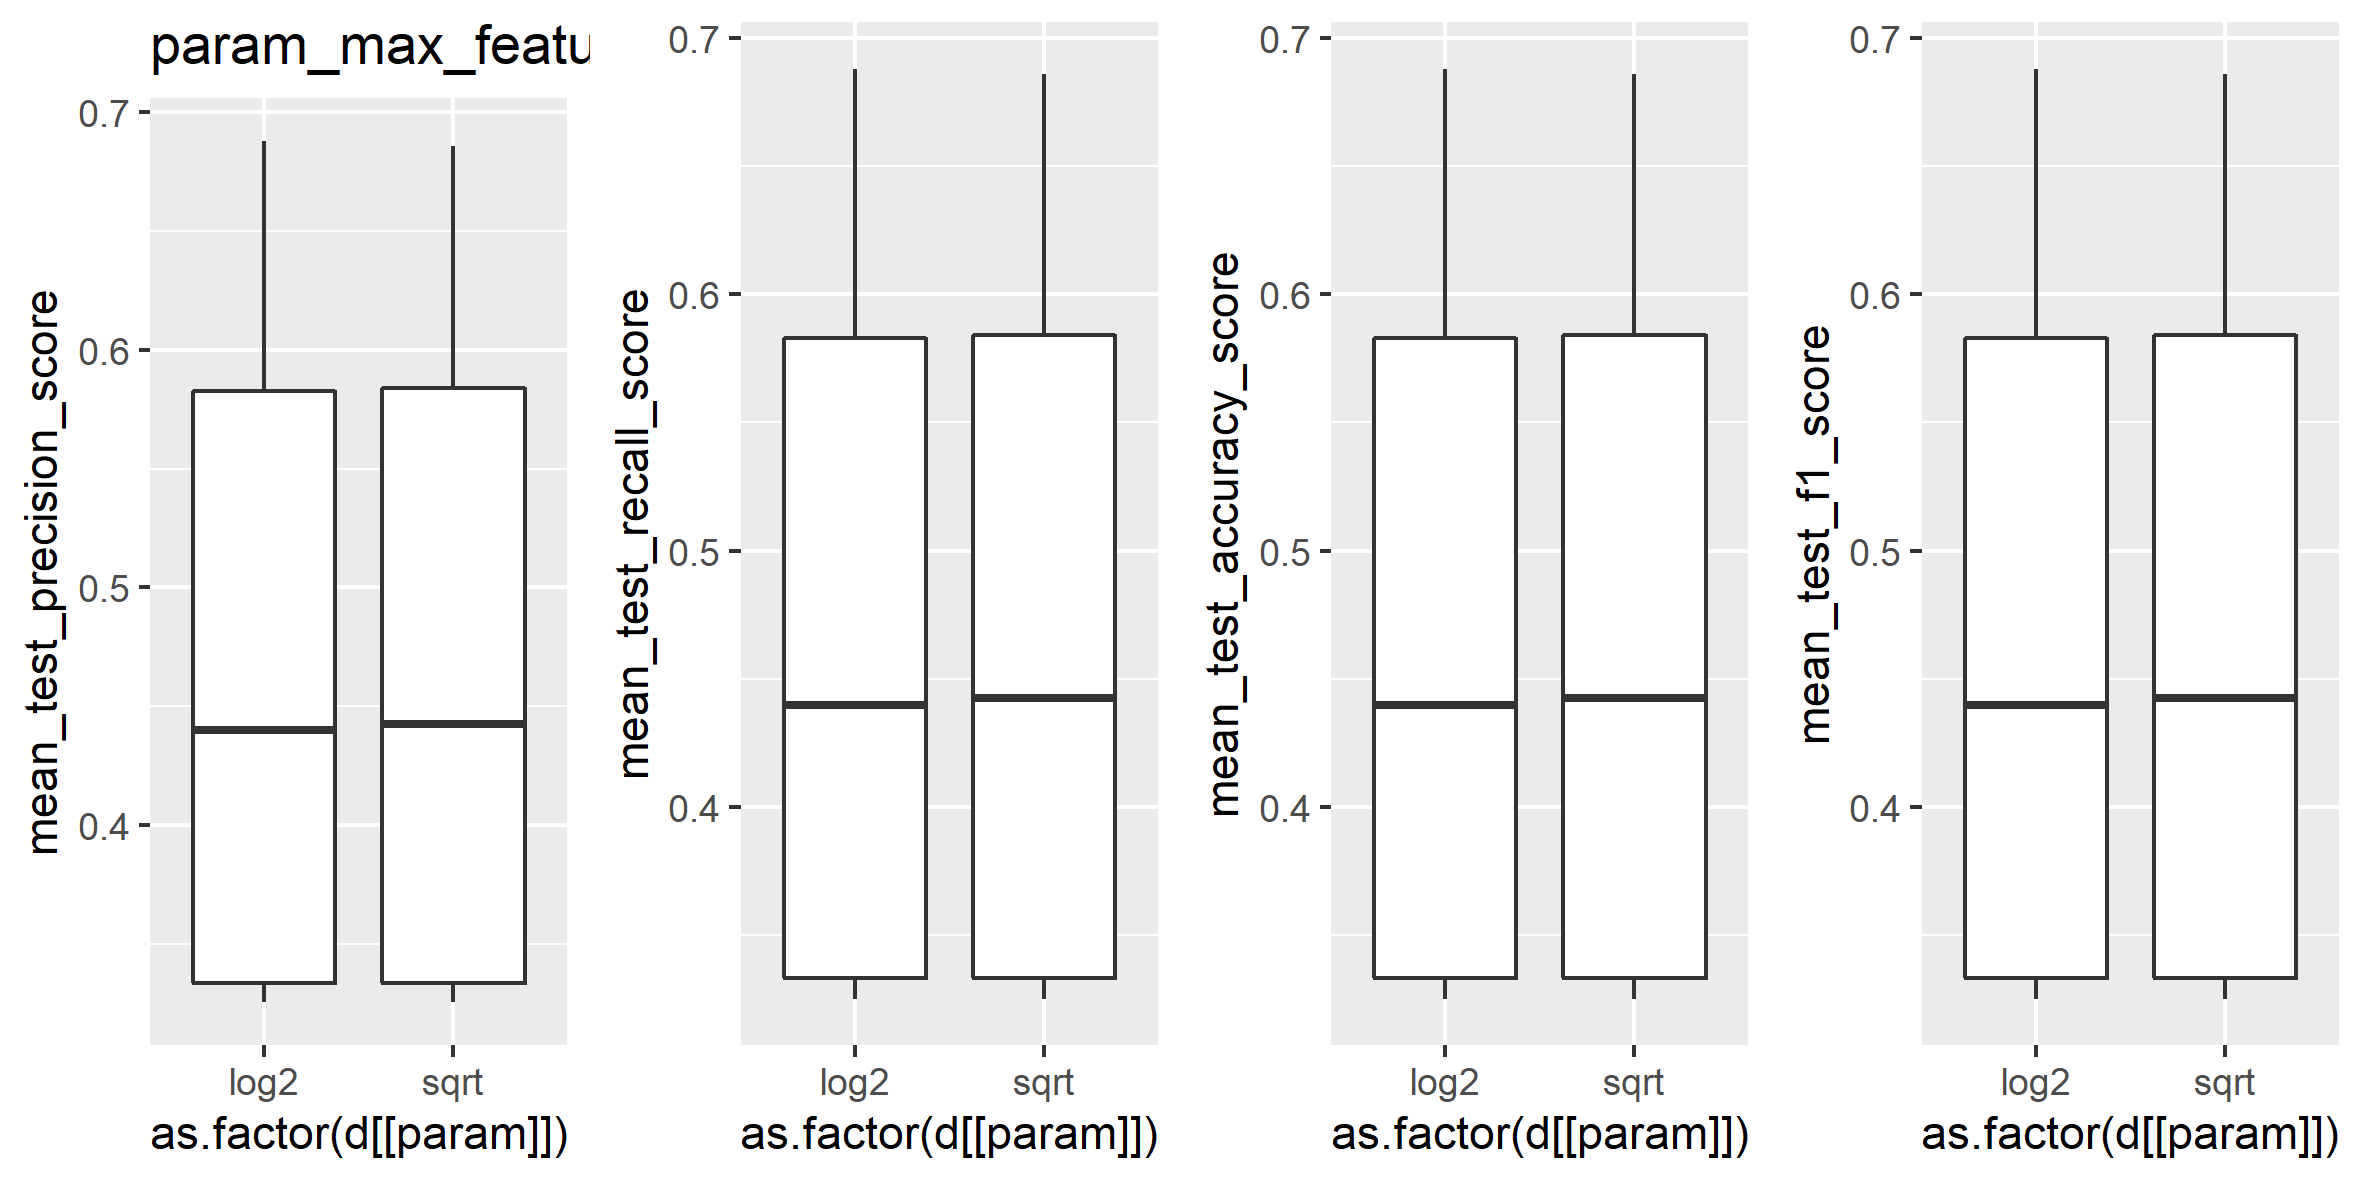 param_max_featu
mean_test_precision_score
0.7
0.6
0.5
0.4
log2 sqrt
as.factor(d[[param]])
mean_test_recall_score
0.7
0.6
0.5
0.4
log2 sqrt
as.factor(d[[param]])
mean_test_accuracy_score
0.7
0.6
0.5
0.4
log2 sqrt
as.factor(d[[param]])
mean_test_f1_score
0.7
0.6
0.5
0.4
log2 sqrt
as.factor(d[[param]])